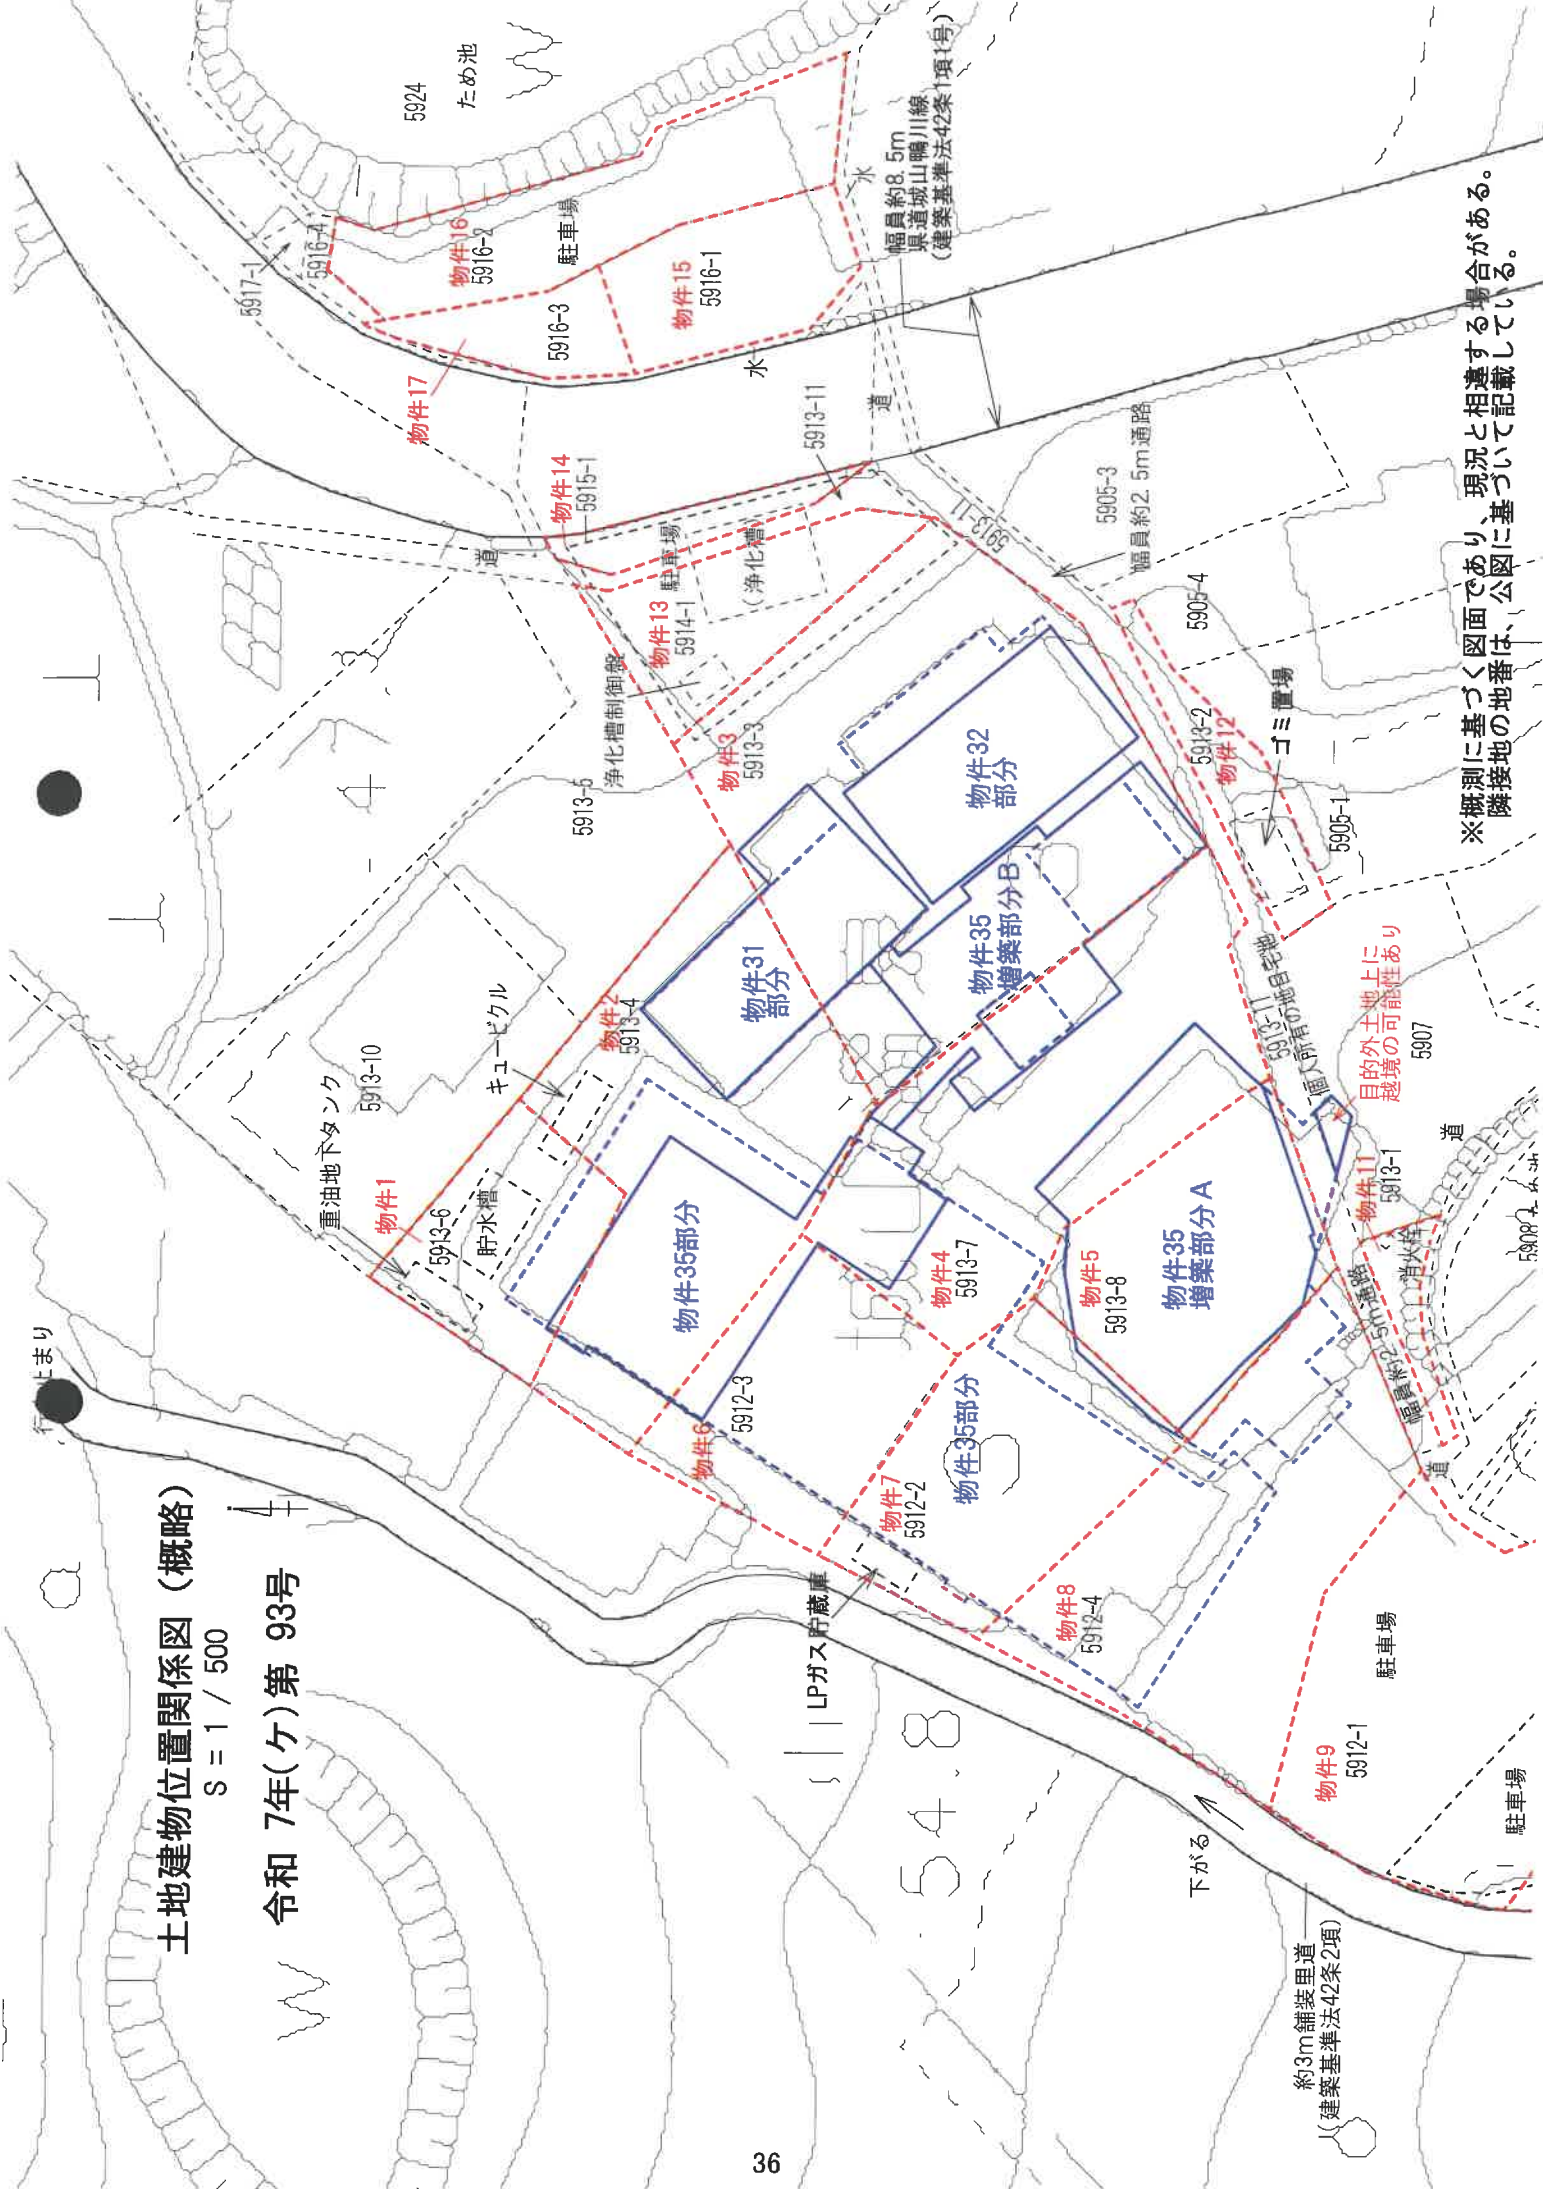 土地建物位置関係図（概略）
S = 1 / 500
令和 7年(ケ)第 93号
5924
ため池
5917-1
5916-4
物件16
5916-2
駐車場
5916-3
物件15
5916-1
物件17
水
水
幅員約8.5m
県道城山鴨川線
(建築基準法42条1項1号)
道
物件14
5915-1
駐車場
(浄化槽)
5913-11
道
物件13
5914-1
浄化槽制御盤
5913-11
5905-3
幅員約2.5m通路
5905-4
5913-5
物件3
5913-3
物件32
部分
5913-2
物件12
ゴミ置場
5905-1
物件31
部分
物件35
増築部分B
キュービクル
物件2
5913-4
5913-10
重油地下タンク
物件1
5913-6
貯水槽
物件35部分
5913-11
個人所有の地目宅地
目的外土地上に
越境の可能性あり
5907
物件4
5913-7
物件5
5913-8
物件35
増築部分A
物件11
5913-1
消火栓
道
幅員約2.5m通路
道
物件6
5912-3
物件7
5912-2
物件35部分
物件8
5912-4
LPガス貯蔵庫
54.8
物件9
5912-1
駐車場
駐車場
下がる
約3m舗装里道
(建築基準法42条2項)
※概測に基づく図面であり、現況と相違する場合がある。
隣接地の地番は、公図に基づいて記載している。
36